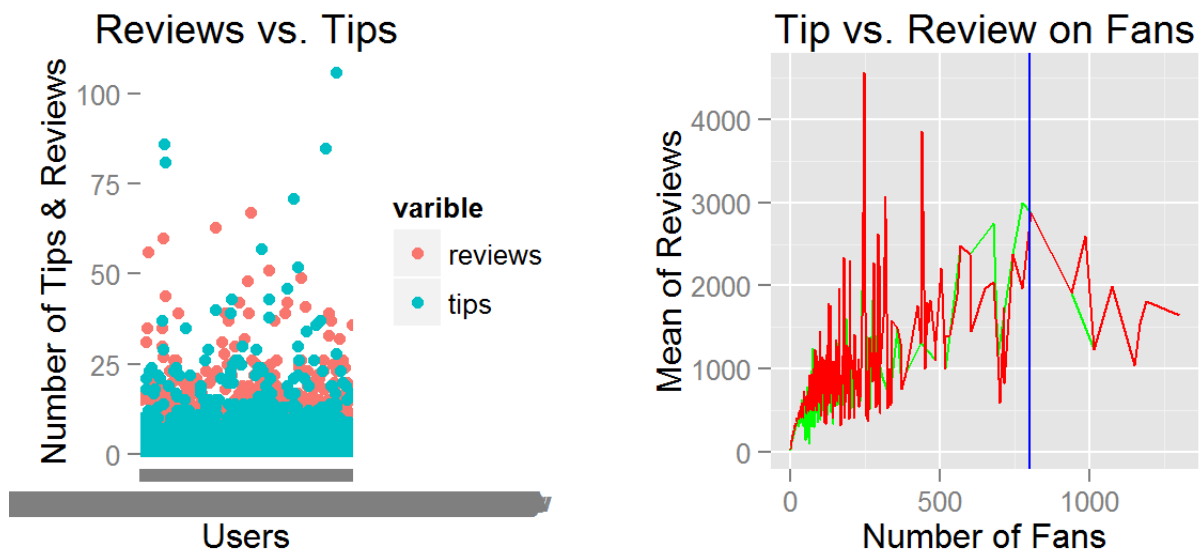 Reviews vs. Tips
Number of Tips & Reviews
100
75
50
25
0
Users
varible
reviews
tips
Tip vs. Review on Fans
Mean of Reviews
4000
3000
2000
1000
0
0 500 1000
Number of Fans